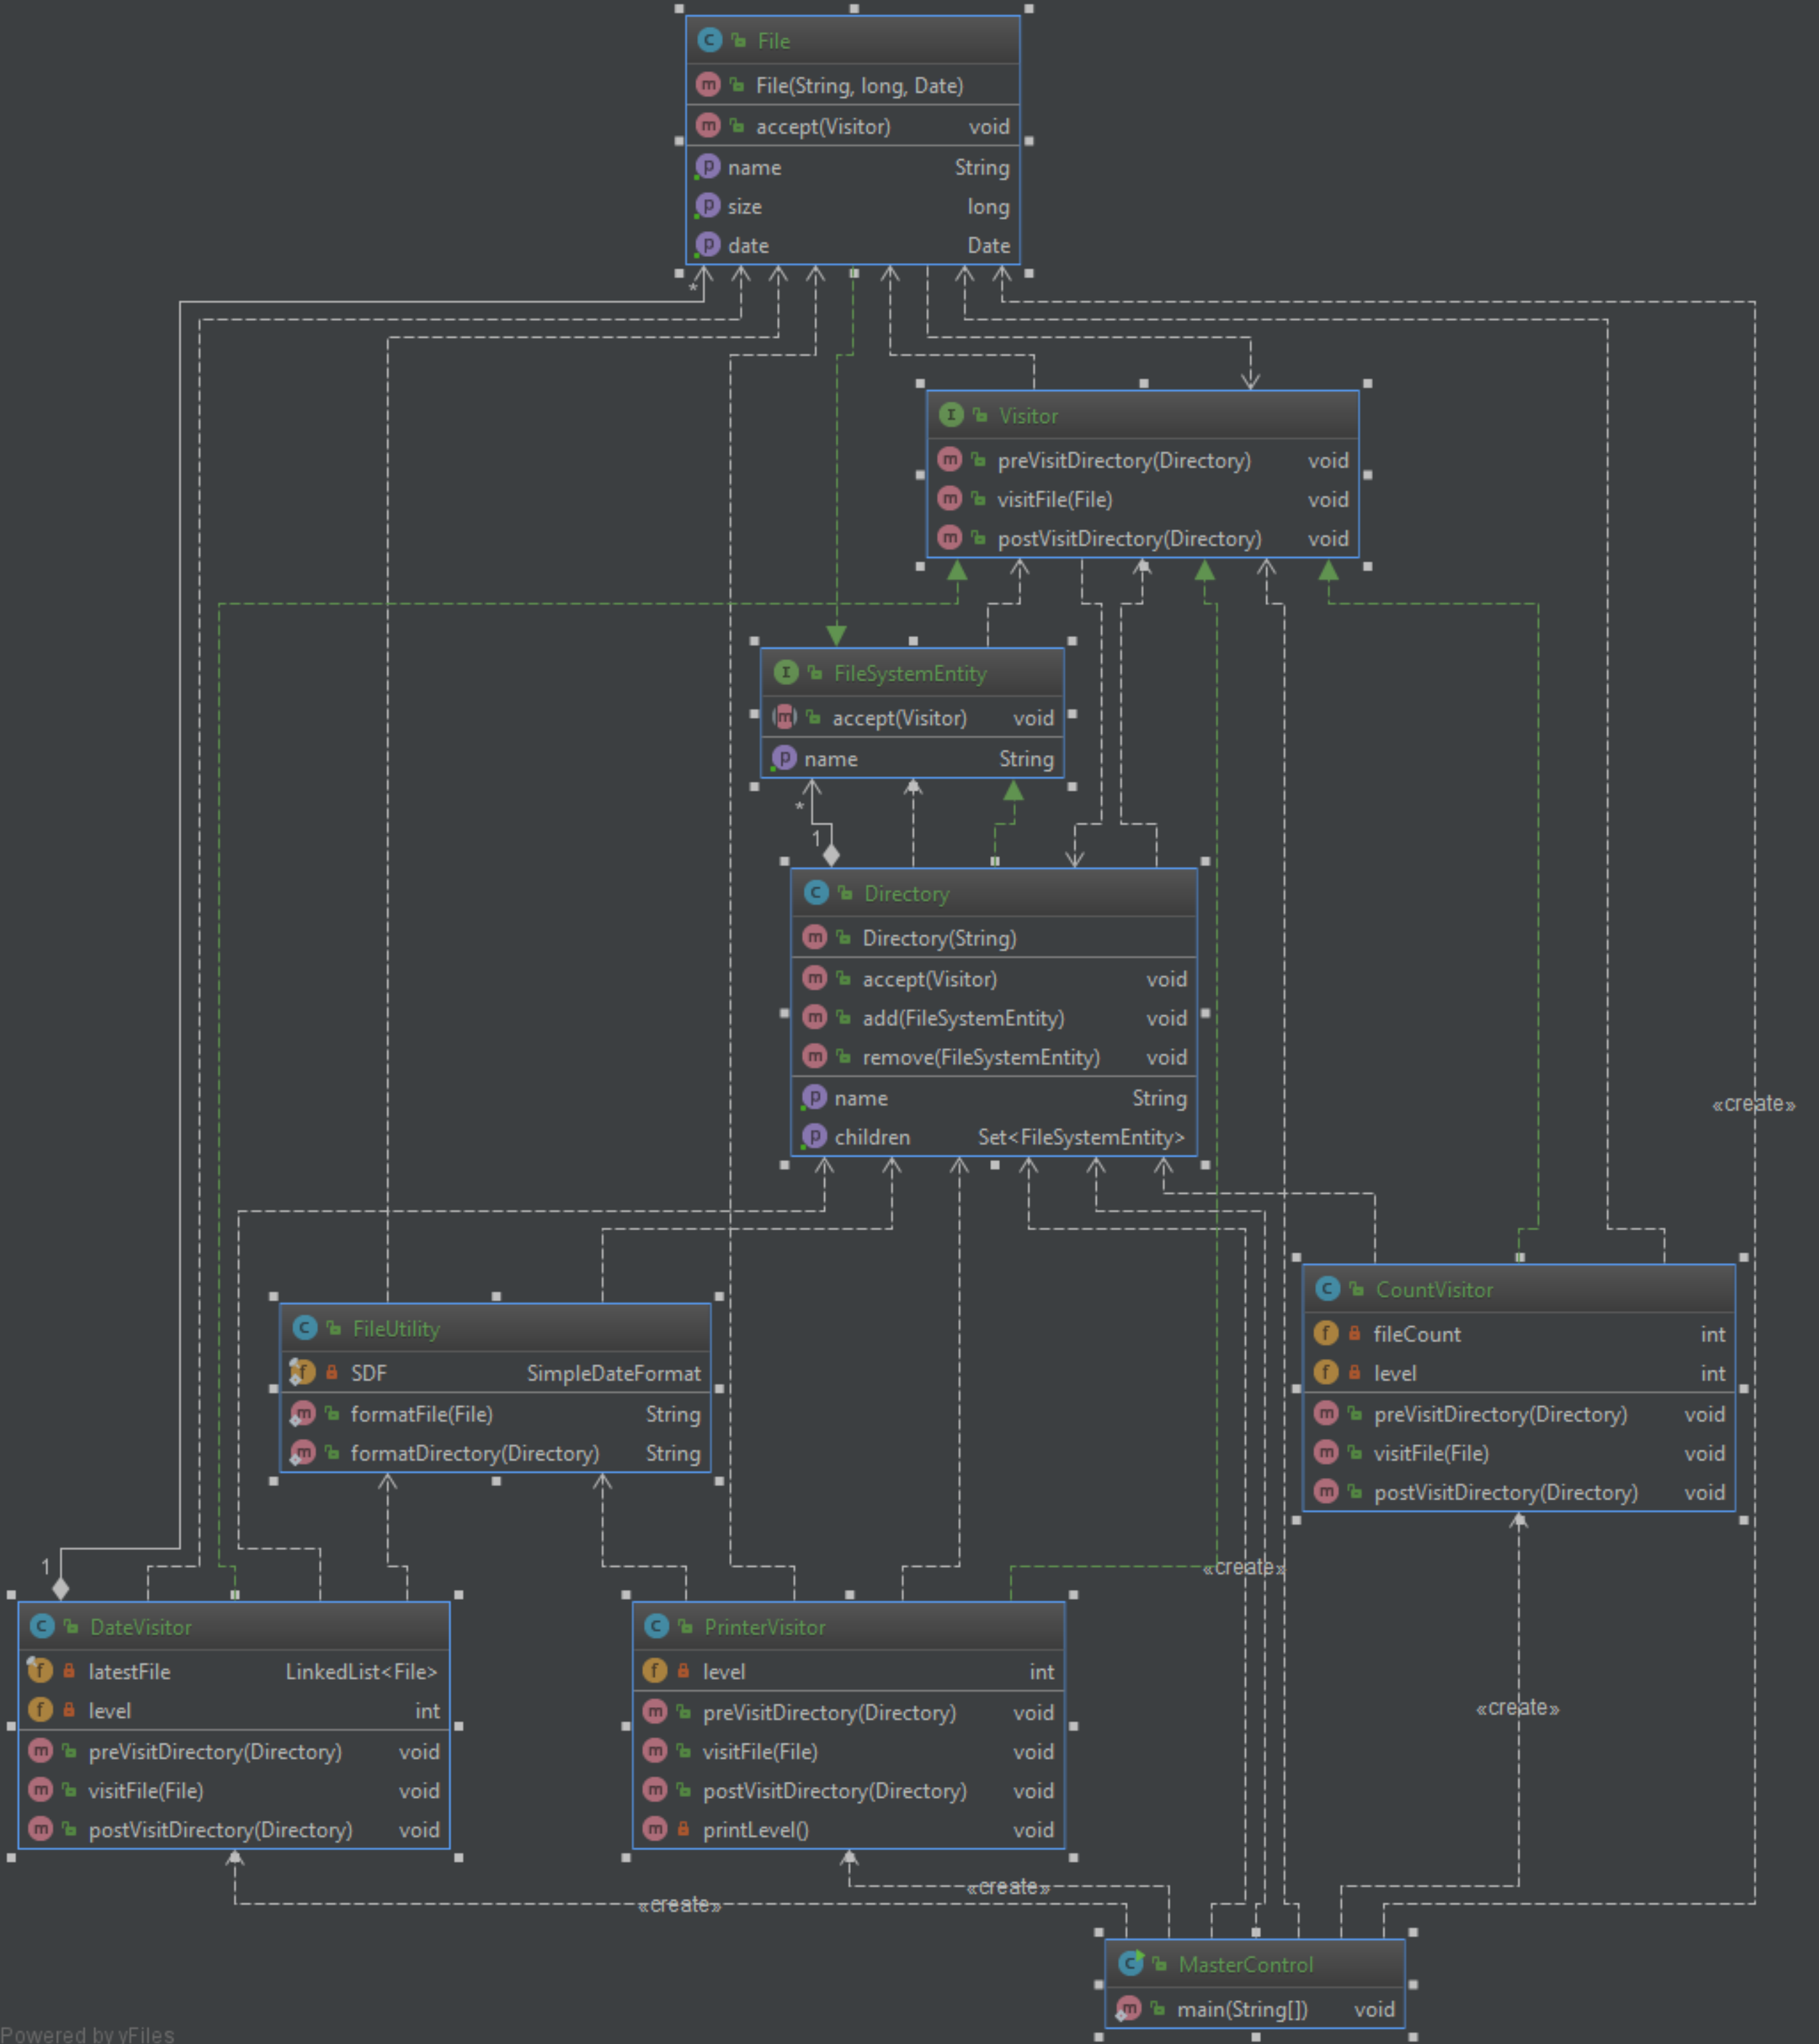 File
File(String, long, Date)
accept(Visitor) void
name String
size long
date Date
*
Visitor
preVisitDirectory(Directory) void
visitFile(File) void
postVisitDirectory(Directory) void
FileSystemEntity
accept(Visitor) void
name String
*
1
Directory
Directory(String)
accept(Visitor) void
add(FileSystemEntity) void
remove(FileSystemEntity) void
name String
children Set<FileSystemEntity>
«create»
FileUtility
SDF SimpleDateFormat
formatFile(File) String
formatDirectory(Directory) String
CountVisitor
fileCount int
level int
preVisitDirectory(Directory) void
visitFile(File) void
postVisitDirectory(Directory) void
1
«create»
DateVisitor
latestFile LinkedList<File>
level int
preVisitDirectory(Directory) void
visitFile(File) void
postVisitDirectory(Directory) void
PrinterVisitor
level int
preVisitDirectory(Directory) void
visitFile(File) void
postVisitDirectory(Directory) void
printLevel() void
«create»
«create»
«create»
MasterControl
main(String[]) void
Powered by yFiles